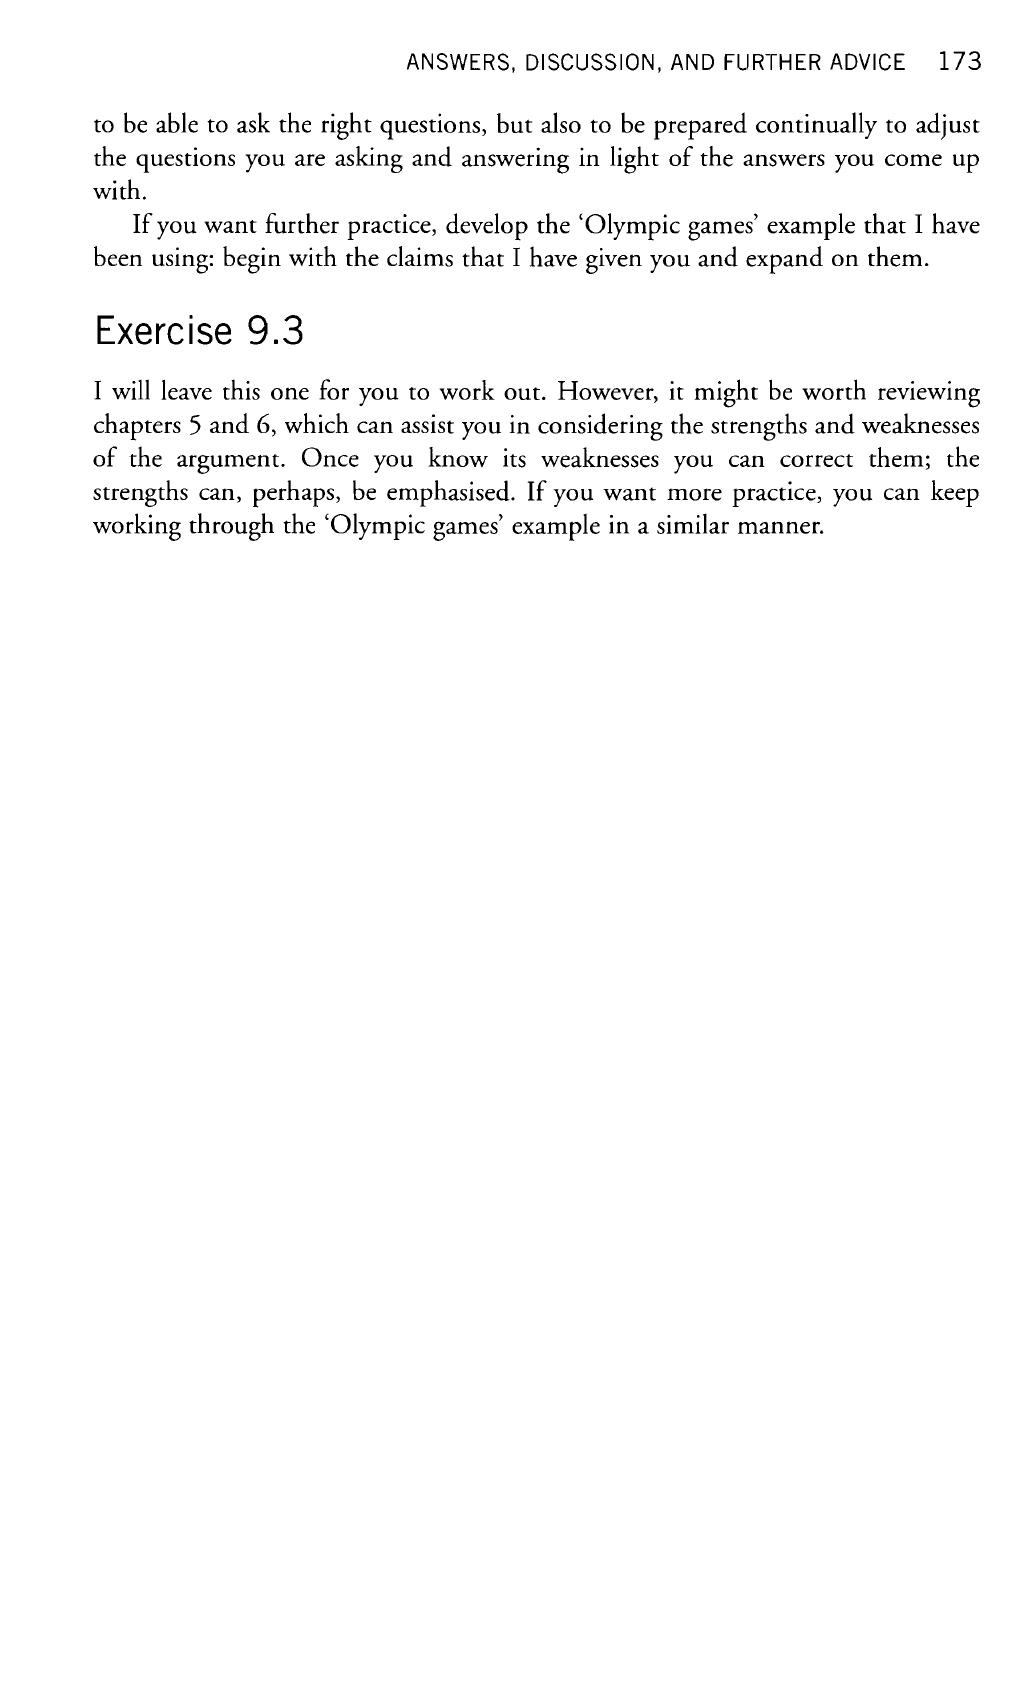 ANSWERS, DISCUSSION, AND FURTHER ADVICE 173
to be able to ask the right questions, but also to be prepared continually to adjust
the questions you are asking and answering in light of the answers you come up
with.
If you want further practice, develop the ‘Olympic games’ example that I have
been using: begin with the claims that I have given you and expand on them.
Exercise 9.3
I will leave this one for you to work out. However, it might be worth reviewing
chapters 5 and 6, which can assist you in considering the strengths and weaknesses
of the argument. Once you know its weaknesses you can correct them; the
strengths can, perhaps, be emphasised. If you want more practice, you can keep
working through the ‘Olympic games’ example in a similar manner.